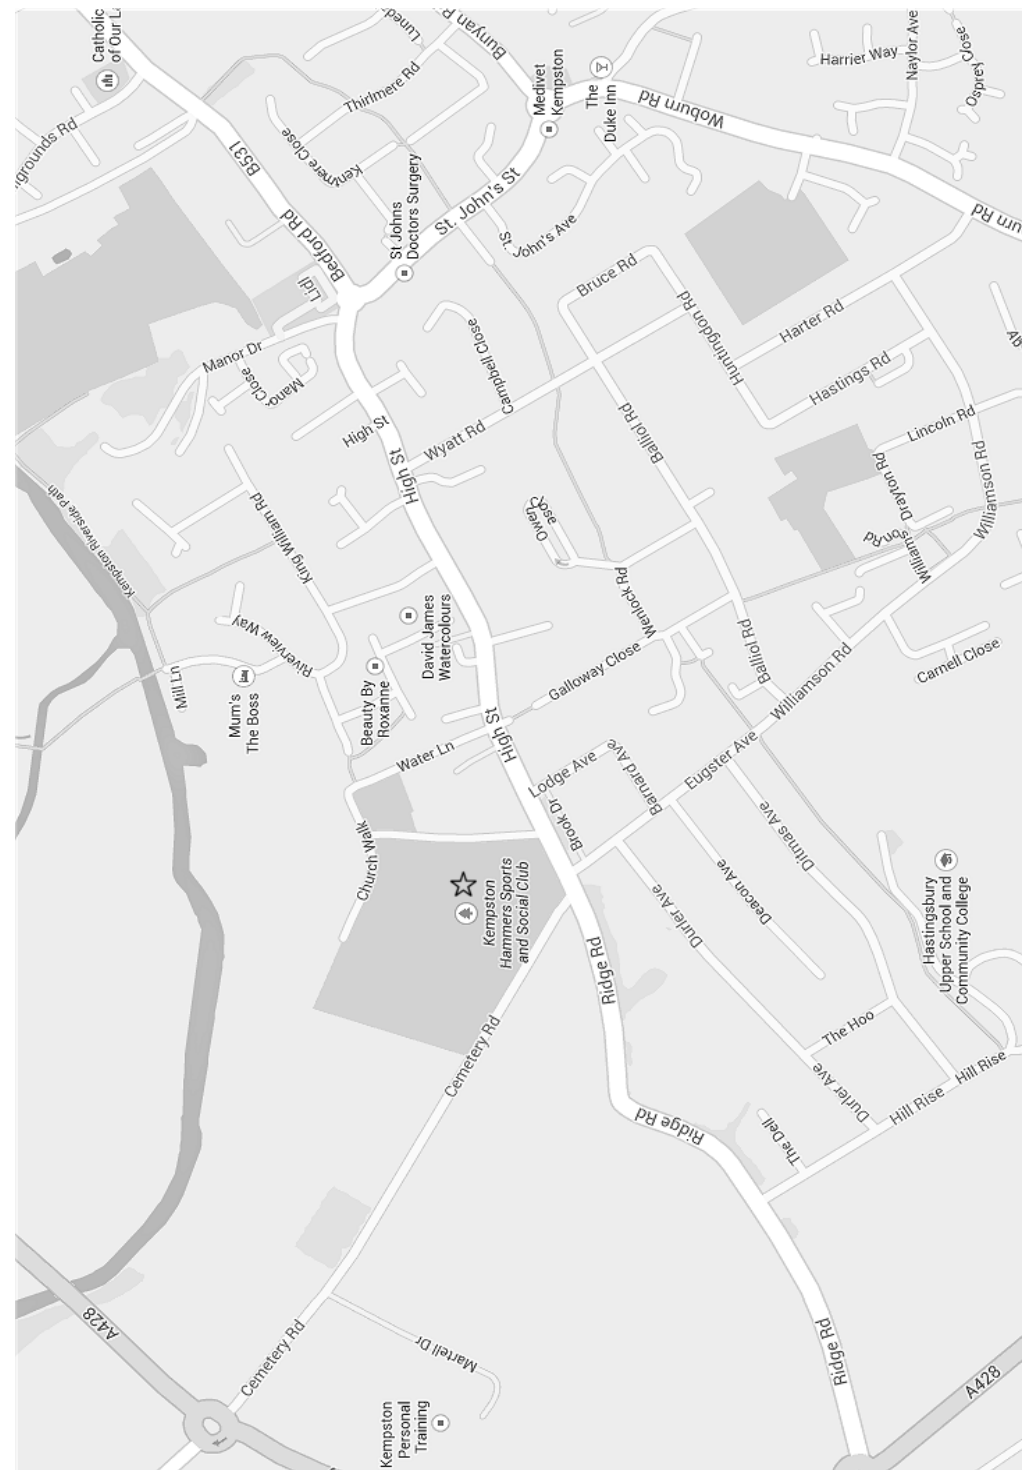 Catholic
of Our L
Luned
Bunyan R
Thirlmere Rd
Medivet
Kempston
The
Duke Inn
Woburn Rd
Harrier Way
Naylor Ave
Osprey Close
grounds Rd
B531
Kentmere Close
St Johns
Doctors Surgery
St. John's St
St. John's Ave
Bedford Rd
Lidl
urn Rd
Bruce Rd
Huntingdon Rd
Harter Rd
Hastings Rd
Manor Dr
Close
Campbell Close
High St
High St
Wyatt Rd
Balliol Rd
Lincoln Rd
Drayton Rd
Williamson Rd
Kempston Riverside Path
King William Rd
Owen Close
Wenlock Rd
David James
Watercolours
Riverview Way
Mill Ln
Mum's
The Boss
Beauty By
Roxanne
Galloway Close
Balliol Rd
Williamson Rd
Carnell Close
High St
Water Ln
Lodge Ave
Barnard Ave
Eugster Ave
Brook Dr
Church Walk
Ditmas Ave
Kempston
Hammers Sports
and Social Club
Durler Ave
Deacon Ave
Hastingsbury
Upper School and
Community College
Ridge Rd
The Hoo
Cemetery Rd
Durler Ave
Hill Rise
Hill Rise
Ridge Rd
The Dell
A428
Cemetery Rd
Martell Dr
Ridge Rd
A428
Kempston
Personal
Training